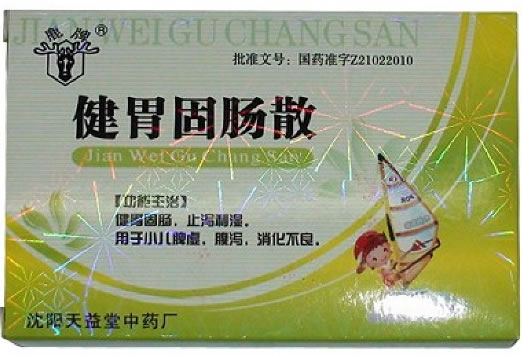 JIAN WEI GU CHANG SAN
鹿牌®
批准文号：国药准字Z21022010
健胃固肠散
Jian Wei Gu Chang San
【功能主治】
健胃固肠，止泻利湿。
用于小儿脾虚，腹泻，消化不良。
沈阳天益堂中药厂